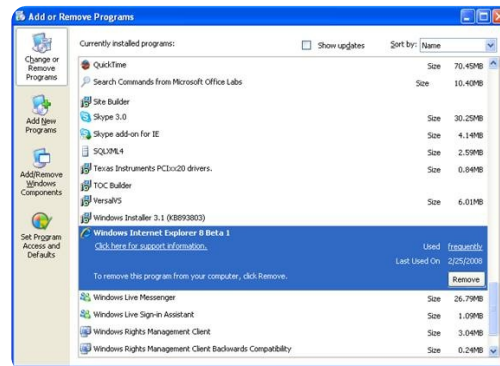 Add or Remove Programs
Change or Remove Programs
Add New Programs
Add/Remove Windows Components
Set Program Access and Defaults
Currently installed programs:
Show updates
Sort by: Name
QuickTime Size 70.45MB
Search Commands from Microsoft Office Labs Size 10.40MB
Site Builder
Skype 3.0 Size 30.25MB
Skype add-on for IE Size 4.14MB
SQLXML4 Size 2.59MB
Texas Instruments PCIxx20 drivers. Size 0.84MB
TOC Builder
VersalVS Size 6.01MB
Windows Installer 3.1 (KB893803)
Windows Internet Explorer 8 Beta 1
Click here for support information. Used frequently
Last Used On 2/25/2008
To remove this program from your computer, click Remove. Remove
Windows Live Messenger Size 26.79MB
Windows Live Sign-in Assistant Size 1.09MB
Windows Rights Management Client Size 3.04MB
Windows Rights Management Client Backwards Compatibility Size 0.24MB